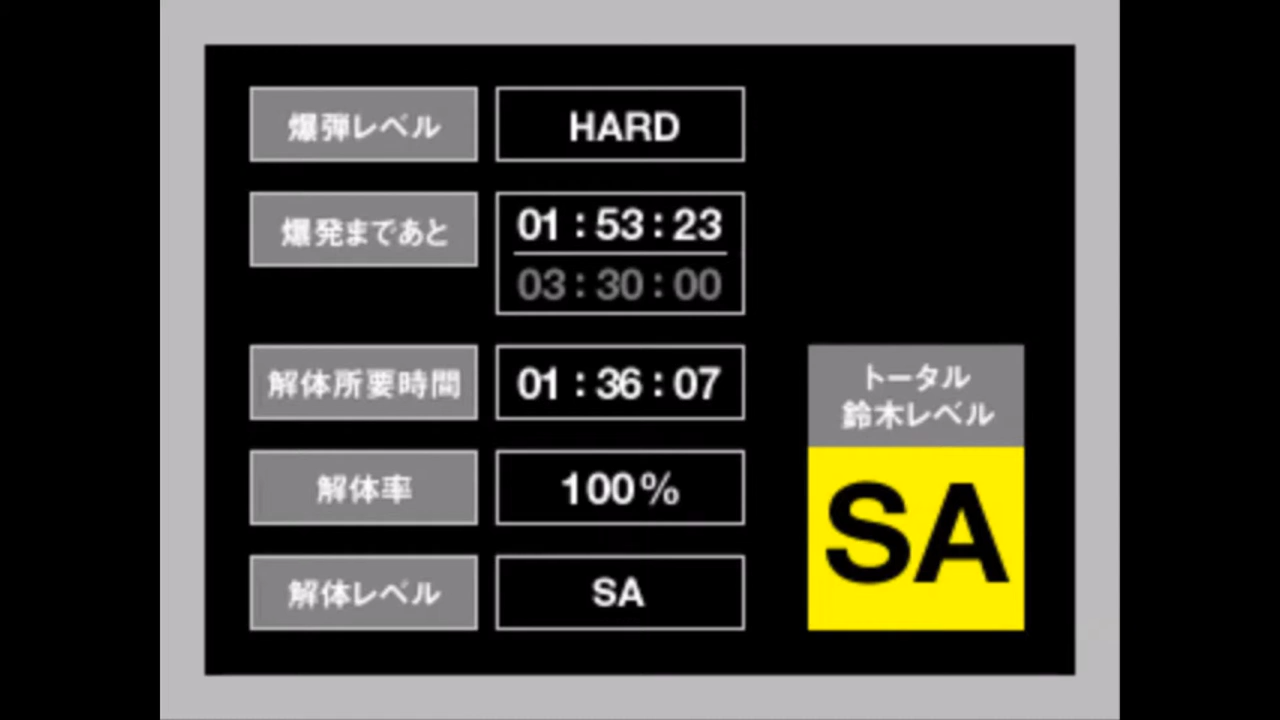 爆弾レベル
HARD
爆発まであと
01:53:23
03:30:00
解体所要時間
01:36:07
解体率
100%
解体レベル
SA
トータル
鈴木レベル
SA